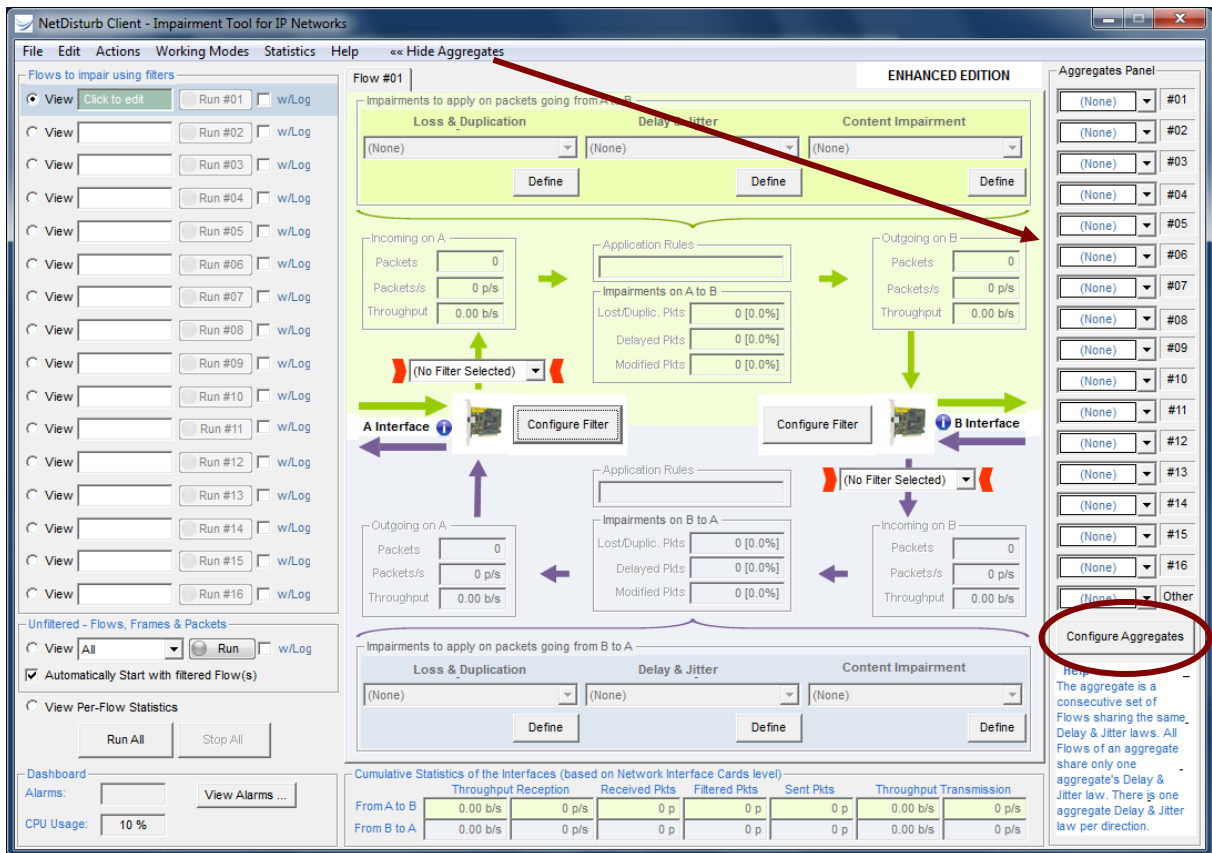 NetDisturb Client - Impairment Tool for IP Networks
File Edit Actions Working Modes Statistics Help «« Hide Aggregates
Flows to impair using filters
View Click to edit Run #01 w/Log
View Run #02 w/Log
View Run #03 w/Log
View Run #04 w/Log
View Run #05 w/Log
View Run #06 w/Log
View Run #07 w/Log
View Run #08 w/Log
View Run #09 w/Log
View Run #10 w/Log
View Run #11 w/Log
View Run #12 w/Log
View Run #13 w/Log
View Run #14 w/Log
View Run #15 w/Log
View Run #16 w/Log
Unfiltered - Flows, Frames & Packets
View All Run w/Log
Automatically Start with filtered Flow(s)
View Per-Flow Statistics
Run All Stop All
Dashboard
Alarms: View Alarms ...
CPU Usage: 10 %
Flow #01 ENHANCED EDITION
Impairments to apply on packets going from A to B
Loss & Duplication Delay & Jitter Content Impairment
(None) (None) (None)
Define Define Define
Incoming on A
Packets 0
Packets/s 0 p/s
Throughput 0.00 b/s
Application Rules
Impairments on A to B
Lost/Duplic. Pkts 0 [0.0%]
Delayed Pkts 0 [0.0%]
Modified Pkts 0 [0.0%]
Outgoing on B
Packets 0
Packets/s 0 p/s
Throughput 0.00 b/s
(No Filter Selected)
A Interface Configure Filter Configure Filter B Interface
(No Filter Selected)
Outgoing on A
Packets 0
Packets/s 0 p/s
Throughput 0.00 b/s
Application Rules
Impairments on B to A
Lost/Duplic. Pkts 0 [0.0%]
Delayed Pkts 0 [0.0%]
Modified Pkts 0 [0.0%]
Incoming on B
Packets 0
Packets/s 0 p/s
Throughput 0.00 b/s
Impairments to apply on packets going from B to A
Loss & Duplication Delay & Jitter Content Impairment
(None) (None) (None)
Define Define Define
Cumulative Statistics of the Interfaces (based on Network Interface Cards level)
Throughput Reception Received Pkts Filtered Pkts Sent Pkts Throughput Transmission
From A to B 0.00 b/s 0 p/s 0 p 0 p 0 p 0.00 b/s 0 p/s
From B to A 0.00 b/s 0 p/s 0 p 0 p 0 p 0.00 b/s 0 p/s
Aggregates Panel
(None) #01
(None) #02
(None) #03
(None) #04
(None) #05
(None) #06
(None) #07
(None) #08
(None) #09
(None) #10
(None) #11
(None) #12
(None) #13
(None) #14
(None) #15
(None) #16
(None) Other
Configure Aggregates
Help
The aggregate is a
consecutive set of
Flows sharing the same
Delay & Jitter laws. All
Flows of an aggregate
share only one
aggregate's Delay &
Jitter law. There is one
aggregate Delay & Jitter
law per direction.